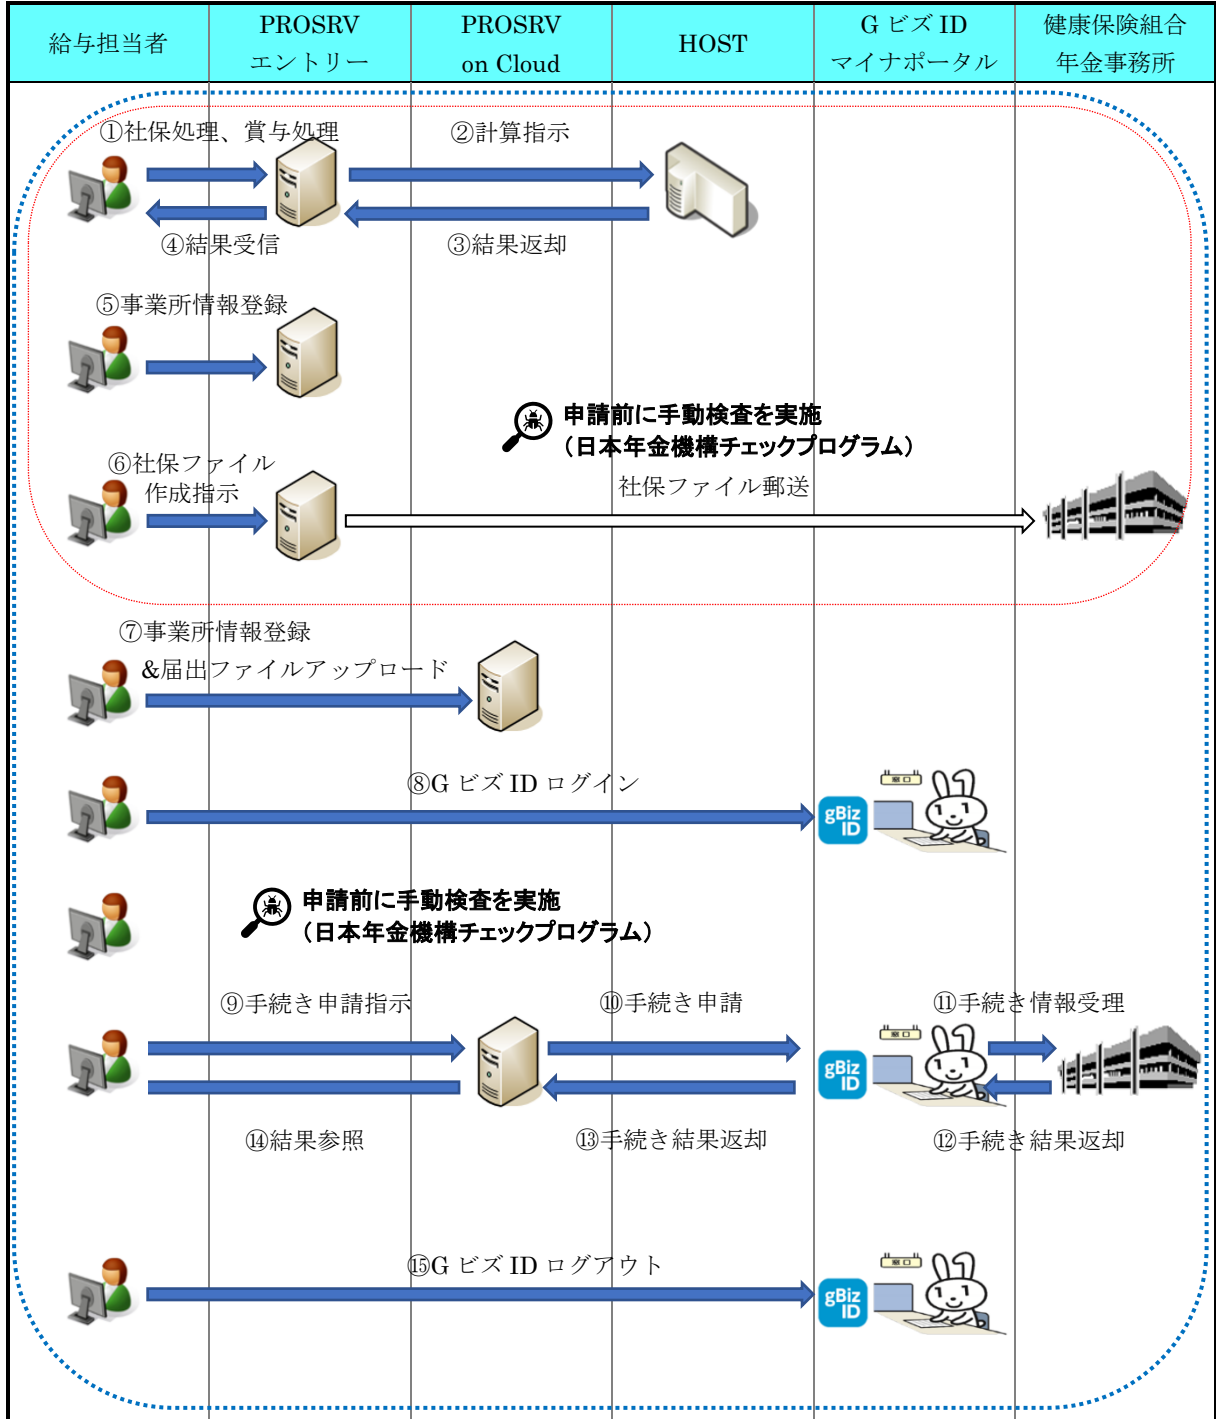 給与担当者
PROSRV
エントリー
PROSRV
on Cloud
HOST
G ビズ ID
マイナポータル
健康保険組合
年金事務所
①社保処理、賞与処理
②計算指示
④結果受信
③結果返却
⑤事業所情報登録
申請前に手動検査を実施
（日本年金機構チェックプログラム）
⑥社保ファイル
作成指示
社保ファイル郵送
⑦事業所情報登録
&届出ファイルアップロード
⑧G ビズ ID ログイン
窓口
gBiz
ID
申請前に手動検査を実施
（日本年金機構チェックプログラム）
⑨手続き申請指示
⑩手続き申請
⑪手続き情報受理
窓口
gBiz
ID
⑭結果参照
⑬手続き結果返却
⑫手続き結果返却
⑮G ビズ ID ログアウト
窓口
gBiz
ID